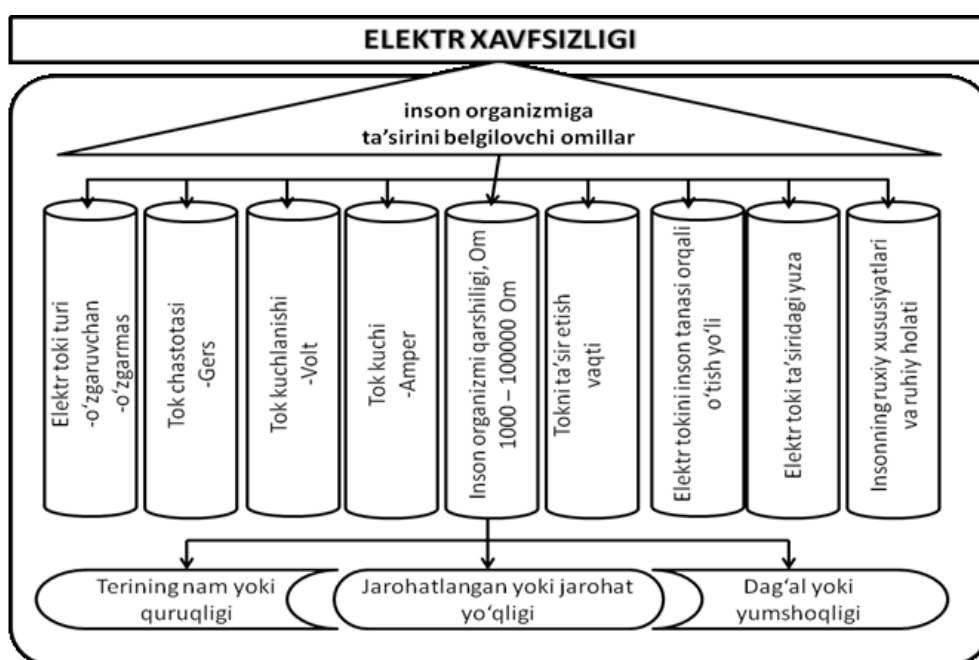 ELEKTR XAVFSIZLIGI
inson organizmiga
ta'sirini belgilovchi omillar
Elektr toki turi
-o'zgaruvchan
-o'zgarmas
Tok chastotasi
-Gers
Tok kuchlanishi
-Volt
Tok kuchi
-Amper
Inson organizmi qarshiligi, Om
1000 – 100000 Om
Tokni ta'sir etish
vaqti
Elektr tokini inson tanasi orqali
o'tish yo'li
Elektr toki ta'siridagi yuza
Insonning ruxiy xususiyatlari
va ruhiy holati
Terining nam yoki
quruqligi
Jarohatlangan yoki jarohat
yo'qligi
Dag'al yoki
yumshoqligi